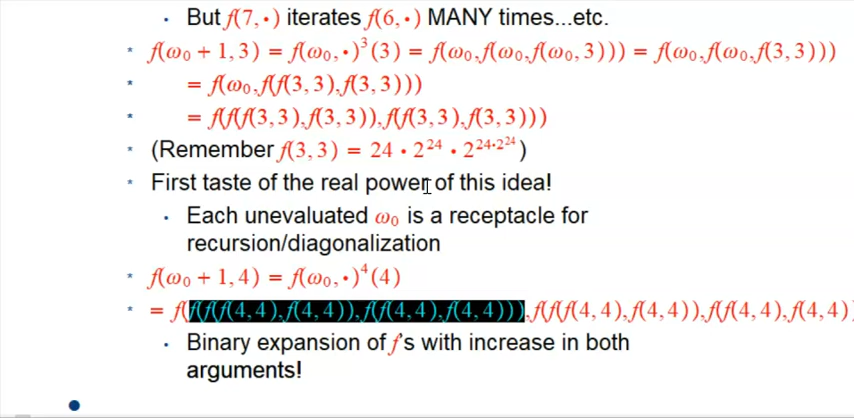 But f(7,·) iterates f(6,·) MANY times...etc.
f(ω₀ + 1,3) = f(ω₀,·)³(3) = f(ω₀,f(ω₀,f(ω₀,3))) = f(ω₀,f(ω₀,f(3,3)))
= f(ω₀,f(f(3,3),f(3,3)))
= f(f(f(3,3),f(3,3)),f(f(3,3),f(3,3)))
(Remember f(3,3) = 24 · 2²⁴ · 2^(24·2²⁴))
First taste of the real power of this idea!
Each unevaluated ω₀ is a receptacle for
recursion/diagonalization
f(ω₀ + 1,4) = f(ω₀,·)⁴(4)
= f(f(f(f(4,4),f(4,4)),f(f(4,4),f(4,4))),f(f(f(4,4),f(4,4)),f(f(4,4),f(4,4)
Binary expansion of f's with increase in both
arguments!